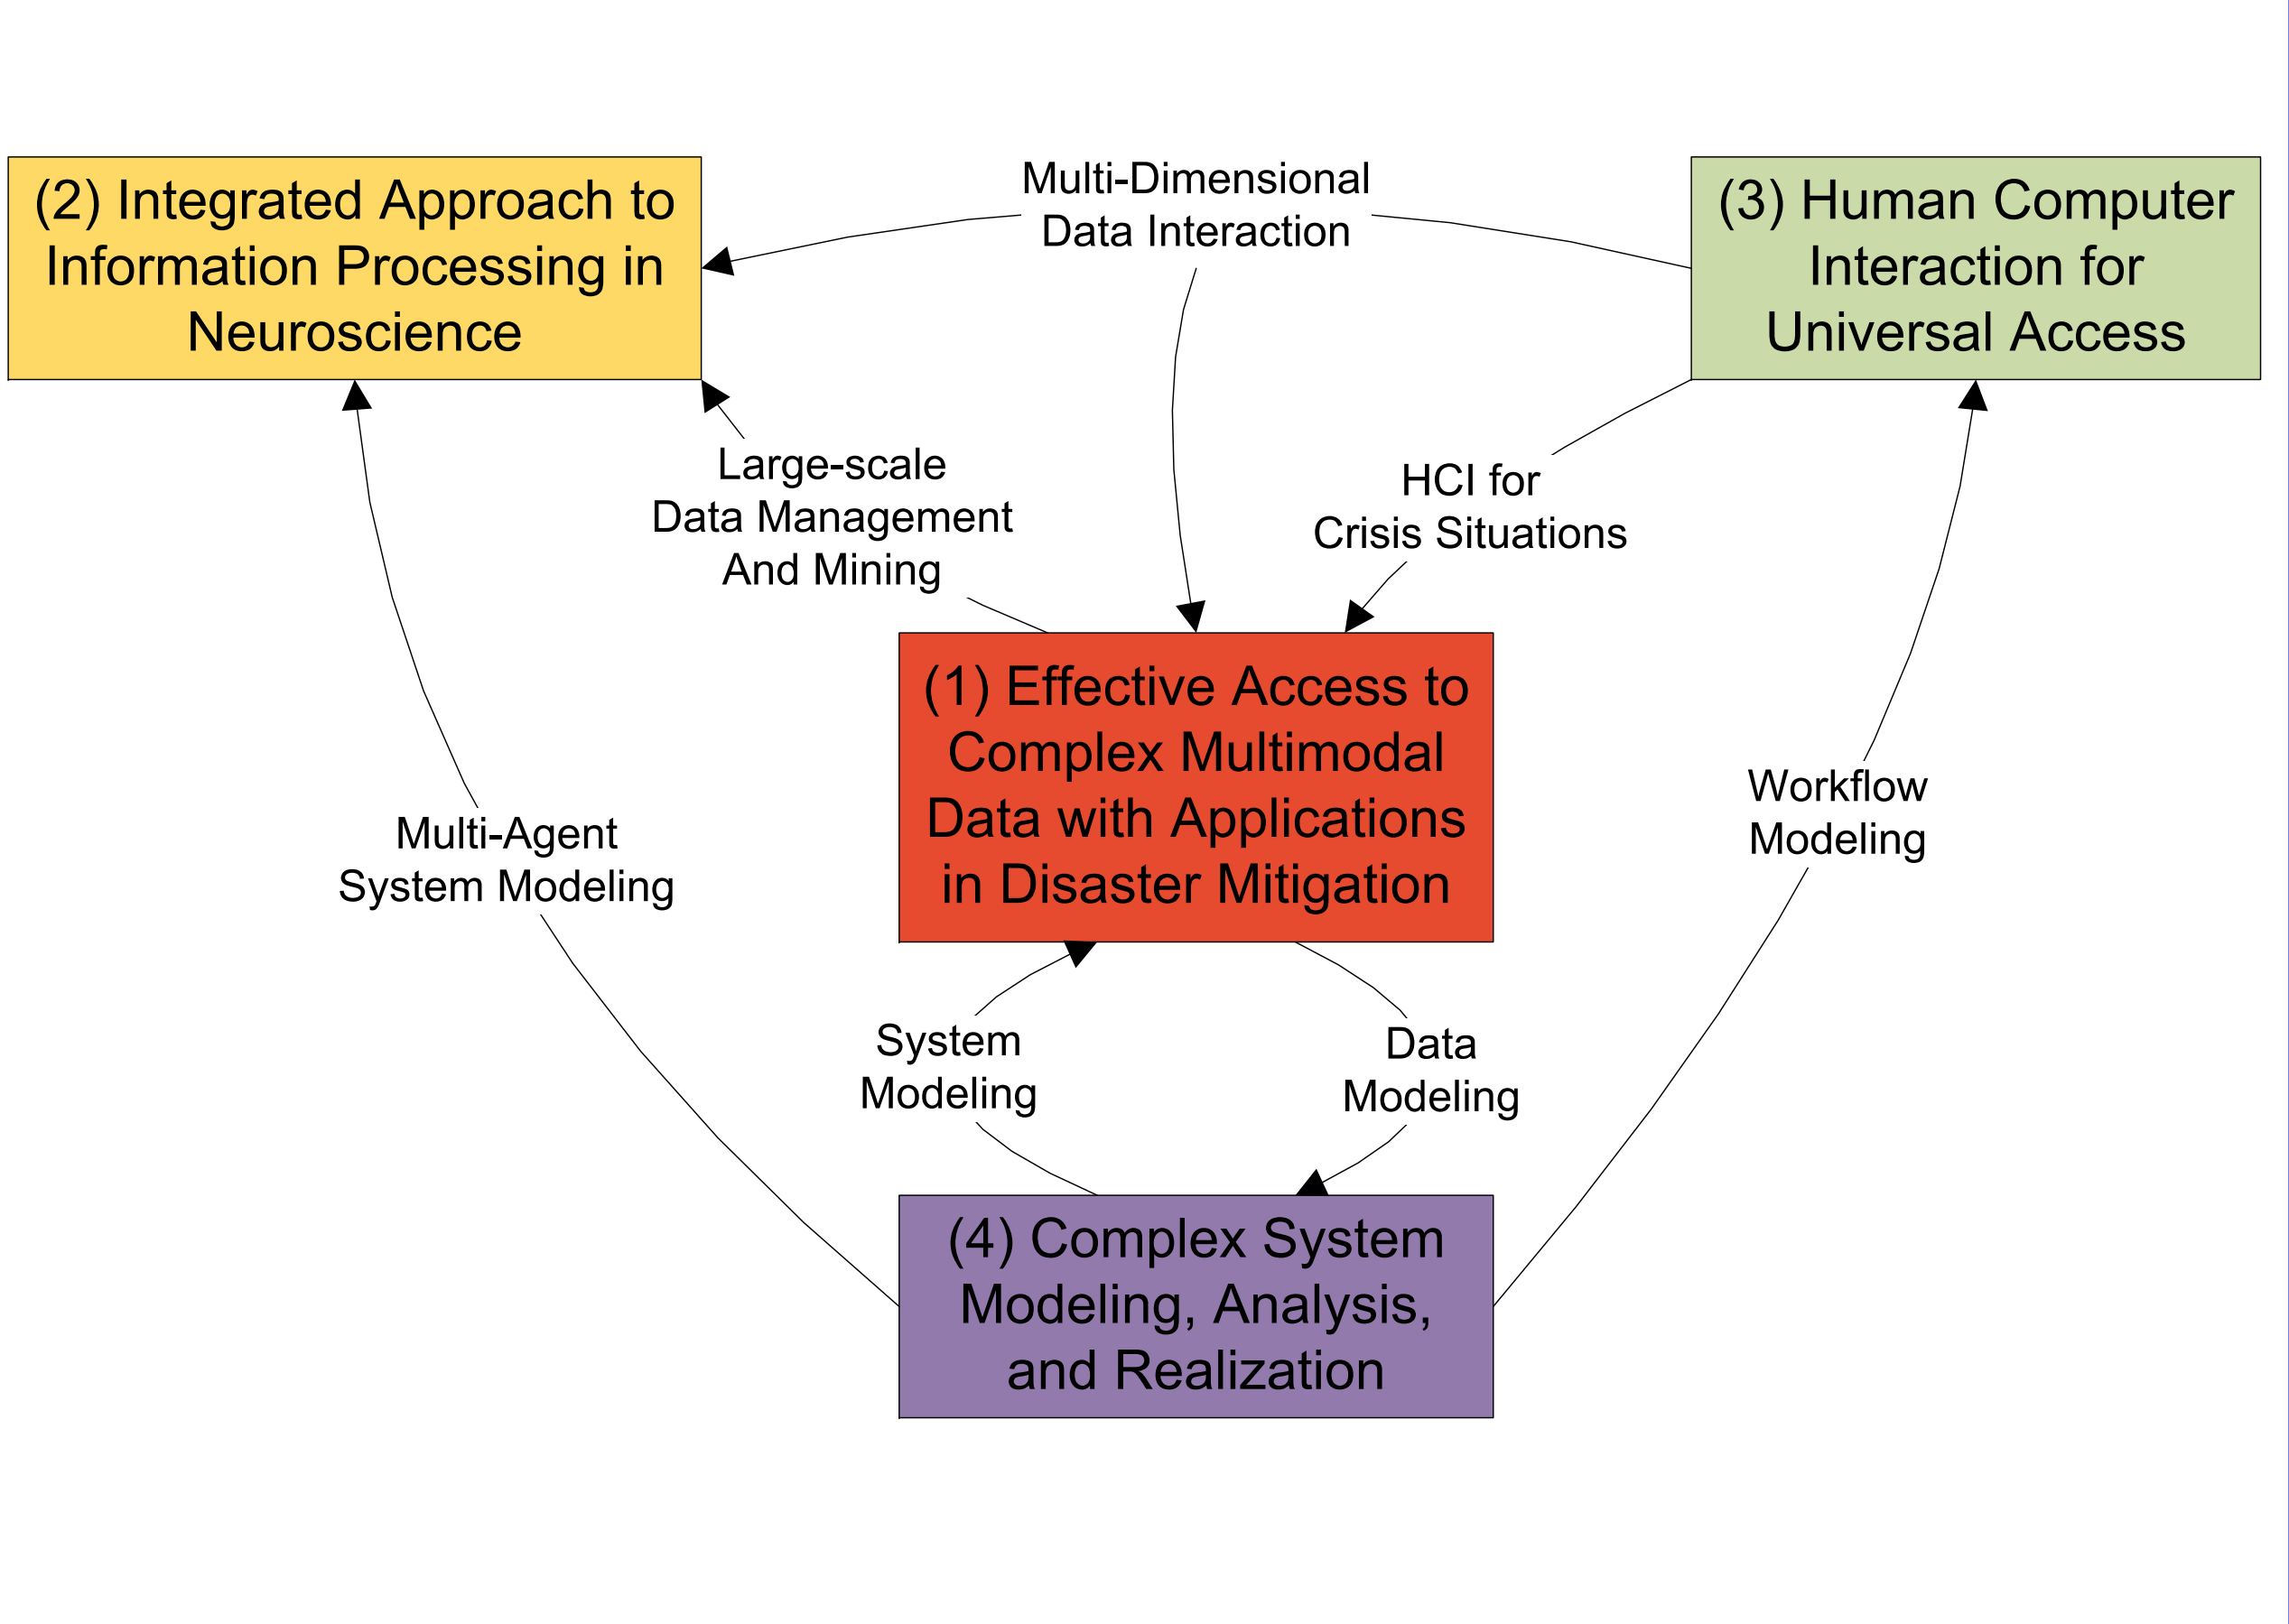 Multi-Dimensional
Data Interaction
(2) Integrated Approach to
Information Processing in
Neuroscience
(3) Human Computer
Interaction for
Universal Access
Large-scale
Data Management
And Mining
HCI for
Crisis Situations
(1) Effective Access to
Complex Multimodal
Data with Applications
in Disaster Mitigation
Multi-Agent
System Modeling
Workflow
Modeling
System
Modeling
Data
Modeling
(4) Complex System
Modeling, Analysis,
and Realization